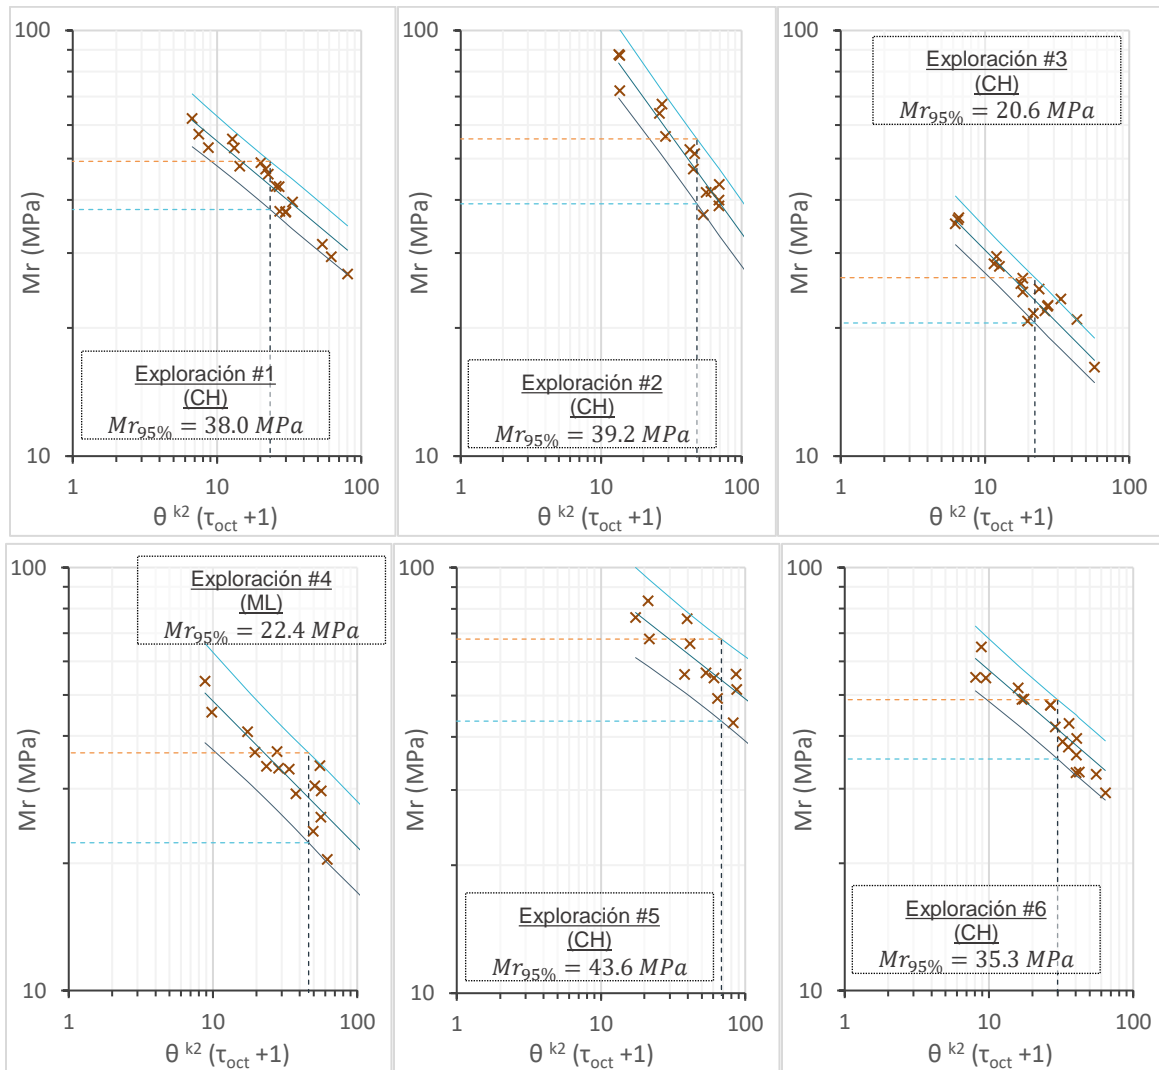 100
Mr (MPa)
10
1
10
100
θ ᵏ² (τoct +1)
Exploración #1
(CH)
Mr95% = 38.0 MPa
100
10
1
10
100
θ ᵏ² (τoct +1)
Exploración #2
(CH)
Mr95% = 39.2 MPa
100
Mr (MPa)
10
1
10
100
θ ᵏ² (τoct +1)
Exploración #3
(CH)
Mr95% = 20.6 MPa
100
Mr (MPa)
10
1
10
100
θ ᵏ² (τoct +1)
Exploración #4
(ML)
Mr95% = 22.4 MPa
100
Mr (MPa)
10
1
10
100
θ ᵏ² (τoct +1)
Exploración #5
(CH)
Mr95% = 43.6 MPa
100
Mr (MPa)
10
1
10
100
θ ᵏ² (τoct +1)
Exploración #6
(CH)
Mr95% = 35.3 MPa